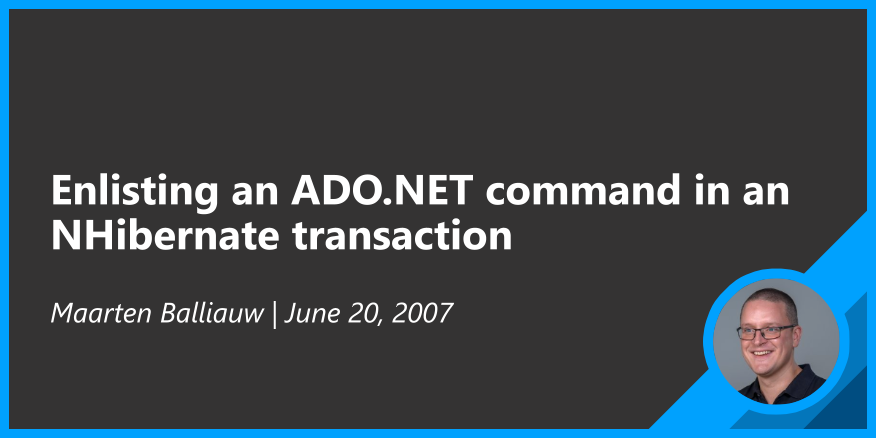 Enlisting an ADO.NET command in an
NHibernate transaction
Maarten Balliauw | June 20, 2007